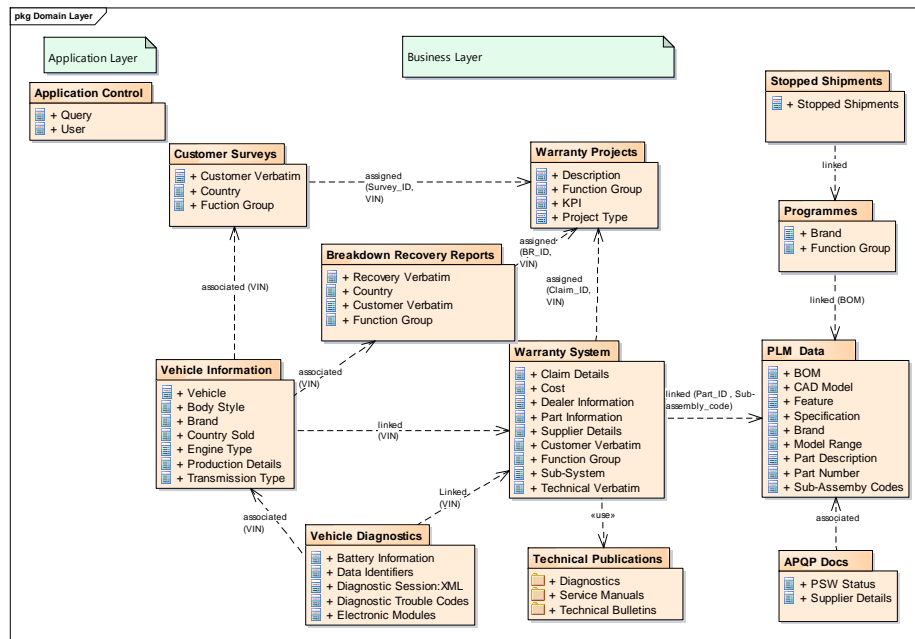 pkg Domain Layer
Application Layer
Business Layer
Application Control
+ Query
+ User
Stopped Shipments
+ Stopped Shipments
Customer Surveys
+ Customer Verbatim
+ Country
+ Fuction Group
assigned
(Survey_ID,
VIN)
Warranty Projects
+ Description
+ Function Group
+ KPI
+ Project Type
linked
Programmes
+ Brand
+ Function Group
Breakdown Recovery Reports
+ Recovery Verbatim
+ Country
+ Customer Verbatim
+ Function Group
assigned
(BR_ID,
VIN)
assigned
(Claim_ID,
VIN)
associated (VIN)
linked (BOM)
Vehicle Information
+ Vehicle
+ Body Style
+ Brand
+ Country Sold
+ Engine Type
+ Production Details
+ Transmission Type
associated
(VIN)
linked
(VIN)
Warranty System
+ Claim Details
+ Cost
+ Dealer Information
+ Part Information
+ Supplier Details
+ Customer Verbatim
+ Function Group
+ Sub-System
+ Technical Verbatim
linked (Part_ID , Sub-
assembly_code)
PLM Data
+ BOM
+ CAD Model
+ Feature
+ Specification
+ Brand
+ Model Range
+ Part Description
+ Part Number
+ Sub-Assemby Codes
associated
(VIN)
Linked
(VIN)
«use»
associated
Vehicle Diagnostics
+ Battery Information
+ Data Identifiers
+ Diagnostic Session:XML
+ Diagnostic Trouble Codes
+ Electronic Modules
Technical Publications
+ Diagnostics
+ Service Manuals
+ Technical Bulletins
APQP Docs
+ PSW Status
+ Supplier Details